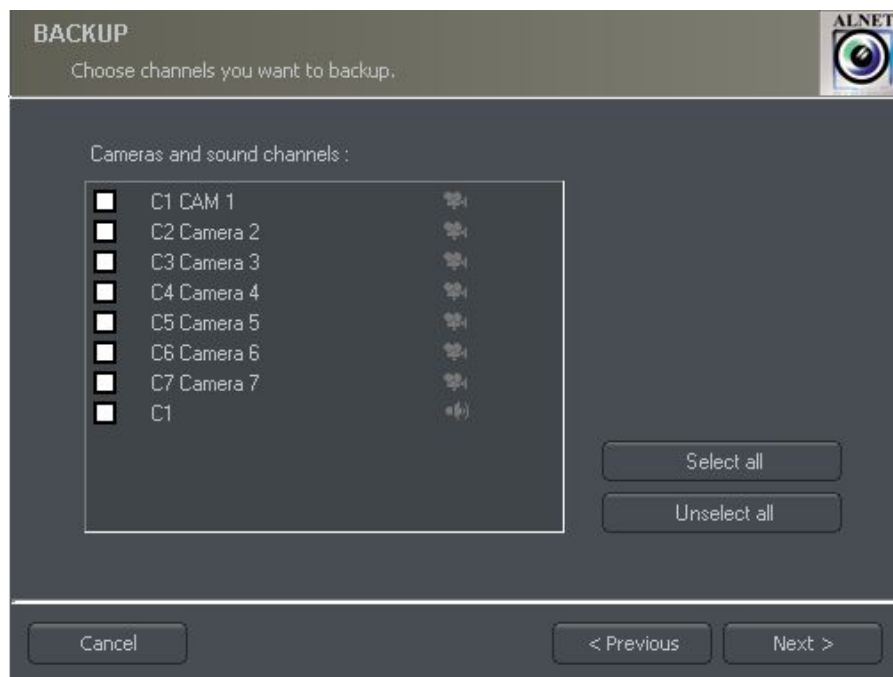 BACKUP
ALNET
Choose channels you want to backup.
Cameras and sound channels :
C1 CAM 1
C2 Camera 2
C3 Camera 3
C4 Camera 4
C5 Camera 5
C6 Camera 6
C7 Camera 7
C1
Select all
Unselect all
Cancel
< Previous
Next >